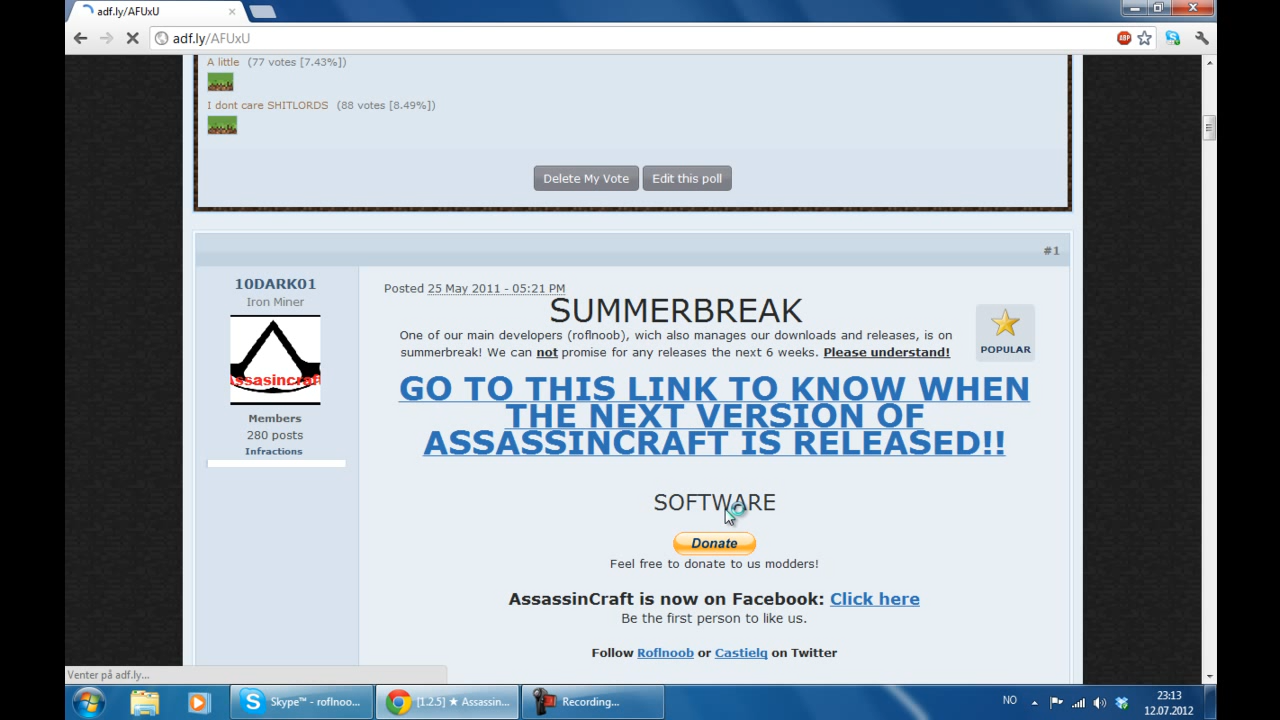 adf.ly/AFUxU
adf.ly/AFUxU
ABP
A little (77 votes [7.43%])
I dont care SHITLORDS (88 votes [8.49%])
Delete My Vote Edit this poll
#1
10DARK01
Iron Miner
Assasincraft
Members
280 posts
Infractions
Posted 25 May 2011 - 05:21 PM
SUMMERBREAK
One of our main developers (roflnoob), wich also manages our downloads and releases, is on
summerbreak! We can not promise for any releases the next 6 weeks. Please understand!
POPULAR
GO TO THIS LINK TO KNOW WHEN
THE NEXT VERSION OF
ASSASSINCRAFT IS RELEASED!!
SOFTWARE
Donate
Feel free to donate to us modders!
AssassinCraft is now on Facebook: Click here
Be the first person to like us.
Follow Roflnoob or Castielq on Twitter
Venter på adf.ly...
Skype™ - roflnoo... [1.2.5] ★ Assassin... Recording... NO 23:13
12.07.2012